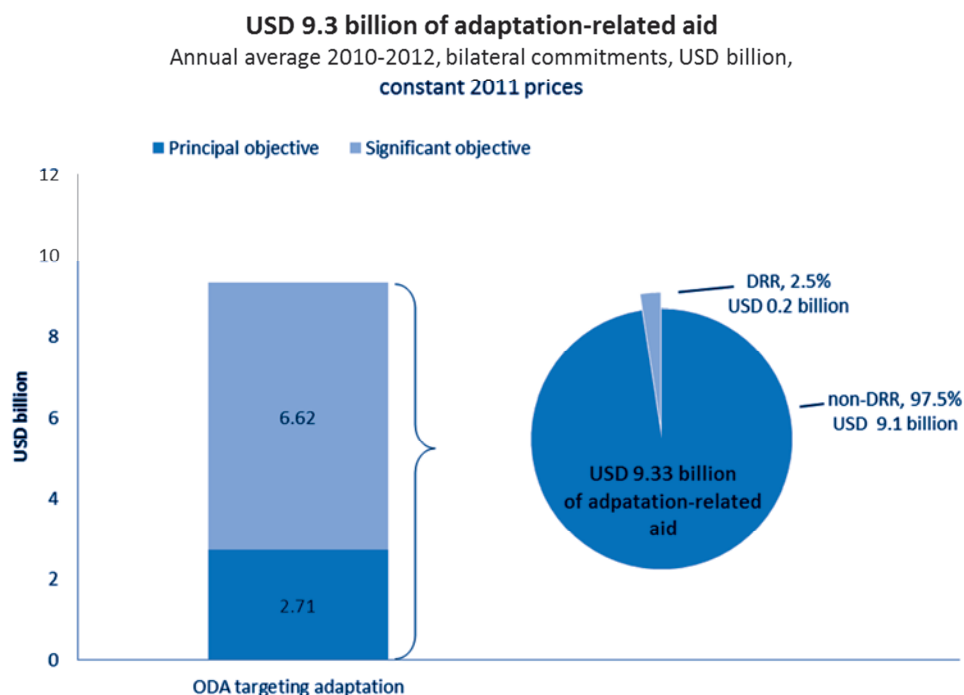 USD 9.3 billion of adaptation-related aid
Annual average 2010-2012, bilateral commitments, USD billion,
constant 2011 prices
Principal objective
Significant objective
12
10
8
6
4
2
0
USD billion
6.62
2.71
ODA targeting adaptation
DRR, 2.5%
USD 0.2 billion
non-DRR, 97.5%
USD 9.1 billion
USD 9.33 billion
of adpatation-related
aid